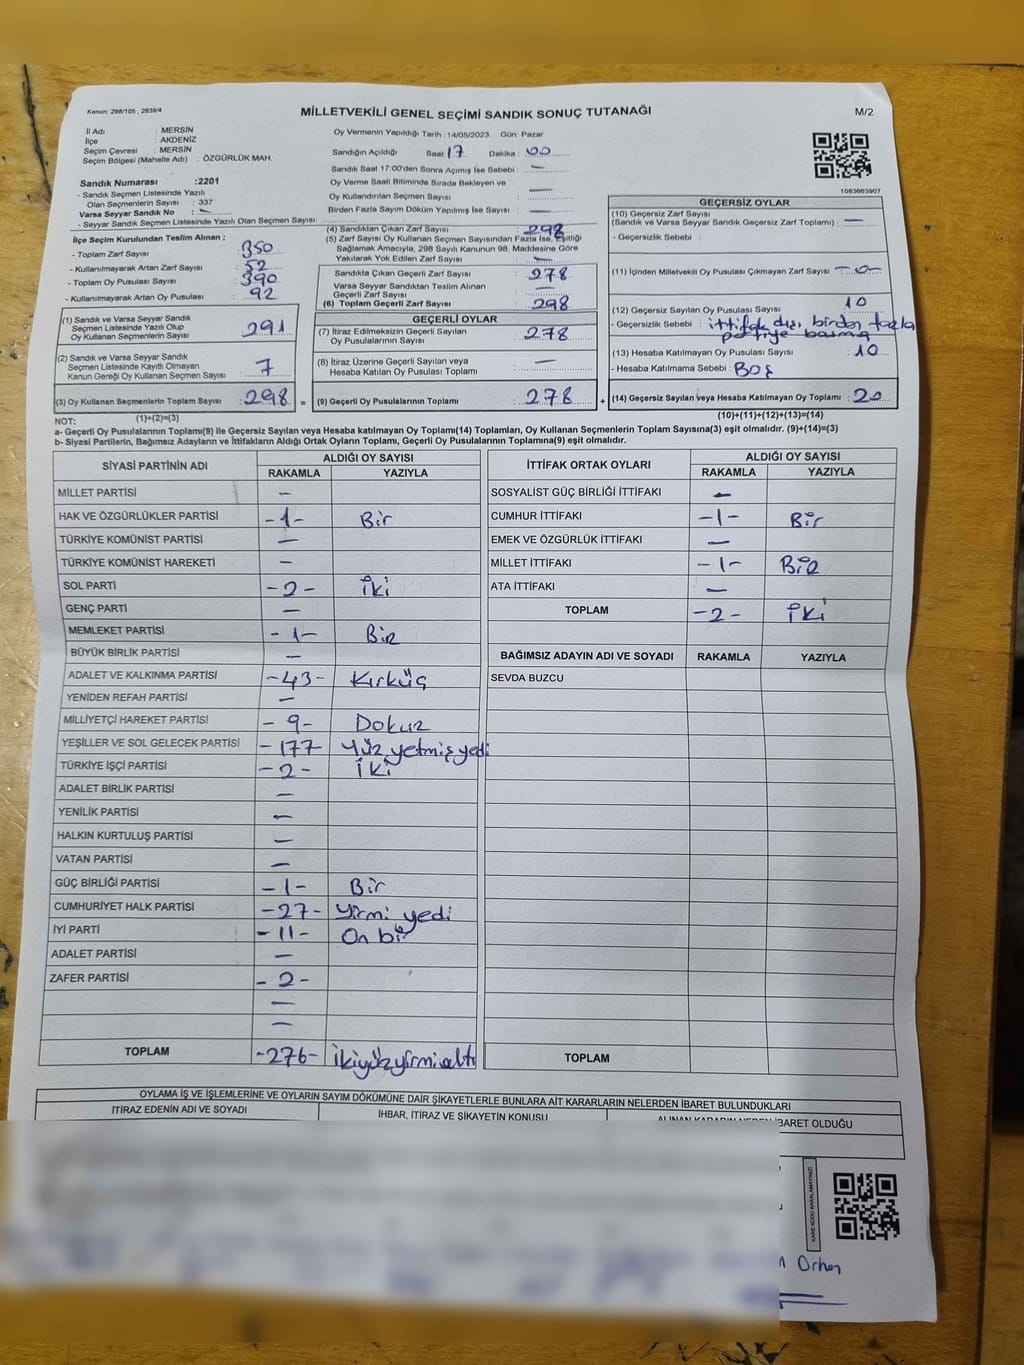 Kanun: 298/105 , 2839/4
MİLLETVEKİLİ GENEL SEÇİMİ SANDIK SONUÇ TUTANAĞI
M/2
İl Adı : MERSİN
İlçe : AKDENİZ
Seçim Çevresi : MERSİN
Seçim Bölgesi (Mahalle Adı) : ÖZGÜRLÜK MAH.
Oy Vermenin Yapıldığı Tarih : 14/05/2023 Gün: Pazar
Sandığın Açıldığı Saat: 17 Dakika : 00
Sandık Saat 17:00'den Sonra Açımış İse Sebebi : —
Oy Verme Saati Bitiminde Sırada Bekleyen ve
Oy Kullandırılan Seçmen Sayısı : —
Birden Fazla Sayım Döküm Yapılmış İse Sayısı : —
1083663907
Sandık Numarası :2201
- Sandık Seçmen Listesinde Yazılı
Olan Seçmenlerin Sayısı : 337
Varsa Seyyar Sandık No : —
- Seyyar Sandık Seçmen Listesinde Yazılı Olan Seçmen Sayısı:
İlçe Seçim Kurulundan Teslim Alınan ;
- Toplam Zarf Sayısı : 350
- Kullanılmayarak Artan Zarf Sayısı : 52
- Toplam Oy Pusulası Sayısı : 390
- Kullanılmayarak Artan Oy Pusulası : 92
(1) Sandık ve Varsa Seyyar Sandık
Seçmen Listesinde Yazılı Olup
Oy Kullanan Seçmenlerin Sayısı : 291
(2) Sandık ve Varsa Seyyar Sandık
Seçmen Listesinde Kayıtlı Olmayan
Kanun Gereği Oy Kullanan Seçmen Sayısı : 7
(3) Oy Kullanan Seçmenlerin Toplam Sayısı : 298 =
(4) Sandıktan Çıkan Zarf Sayısı : 298
(5) Zarf Sayısı Oy Kullanan Seçmen Sayısından Fazla İse, Eşitliği
Sağlamak Amacıyla, 298 Sayılı Kanunun 98. Maddesine Göre
Yakılarak Yok Edilen Zarf Sayısı : —
Sandıkta Çıkan Geçerli Zarf Sayısı : 278
Varsa Seyyar Sandıktan Teslim Alınan
Geçerli Zarf Sayısı : —
(6) Toplam Geçerli Zarf Sayısı : 298
GEÇERLİ OYLAR
(7) İtiraz Edilmeksizin Geçerli Sayılan
Oy Pusulalarının Sayısı : 278
(8) İtiraz Üzerine Geçerli Sayılan veya
Hesaba Katılan Oy Pusulası Toplamı : —
(9) Geçerli Oy Pusulalarının Toplamı : 278 +
GEÇERSİZ OYLAR
(10) Geçersiz Zarf Sayısı
(Sandık ve Varsa Seyyar Sandık Geçersiz Zarf Toplamı) : —
- Geçersizlik Sebebi :
(11) İçinden Milletvekili Oy Pusulası Çıkmayan Zarf Sayısı : -0-
(12) Geçersiz Sayılan Oy Pusulası Sayısı : 10
- Geçersizlik Sebebi : ittifak dışı birden fazla
partiye basma
(13) Hesaba Katılmayan Oy Pusulası Sayısı : 10
- Hesaba Katılmama Sebebi : Boş
(14) Geçersiz Sayılan veya Hesaba Katılmayan Oy Toplamı : 20
NOT: (1)+(2)=(3)
(10)+(11)+(12)+(13)=(14)
a- Geçerli Oy Pusulalarının Toplamı(9) ile Geçersiz Sayılan veya Hesaba katılmayan Oy Toplamı(14) Toplamları, Oy Kullanan Seçmenlerin Toplam Sayısına(3) eşit olmalıdır. (9)+(14)=(3)
b- Siyasi Partilerin, Bağımsız Adayların ve İttifakların Aldığı Ortak Oyların Toplamı, Geçerli Oy Pusulalarının Toplamına(9) eşit olmalıdır.
SİYASİ PARTİNİN ADI ALDIĞI OY SAYISI
RAKAMLA YAZIYLA
MİLLET PARTİSİ —
HAK VE ÖZGÜRLÜKLER PARTİSİ -1- Bir
TÜRKİYE KOMÜNİST PARTİSİ —
TÜRKİYE KOMÜNİST HAREKETİ —
SOL PARTİ -2- İki
GENÇ PARTİ —
MEMLEKET PARTİSİ -1- Bir
BÜYÜK BİRLİK PARTİSİ —
ADALET VE KALKINMA PARTİSİ -43- Kırküç
YENİDEN REFAH PARTİSİ —
MİLLİYETÇİ HAREKET PARTİSİ -9- Dokuz
YEŞİLLER VE SOL GELECEK PARTİSİ -177 Yüz yetmiş yedi
TÜRKİYE İŞÇİ PARTİSİ -2- İki
ADALET BİRLİK PARTİSİ —
YENİLİK PARTİSİ —
HALKIN KURTULUŞ PARTİSİ —
VATAN PARTİSİ —
GÜÇ BİRLİĞİ PARTİSİ -1- Bir
CUMHURİYET HALK PARTİSİ -27- Yirmi yedi
İYİ PARTİ -11- On bir
ADALET PARTİSİ —
ZAFER PARTİSİ -2-
—
—
TOPLAM -276- İkiyüzyirmialtı
İTTİFAK ORTAK OYLARI ALDIĞI OY SAYISI
RAKAMLA YAZIYLA
SOSYALİST GÜÇ BİRLİĞİ İTTİFAKI —
CUMHUR İTTİFAKI -1- Bir
EMEK VE ÖZGÜRLÜK İTTİFAKI —
MİLLET İTTİFAKI -1- Bir
ATA İTTİFAKI —
TOPLAM -2- İki
BAĞIMSIZ ADAYIN ADI VE SOYADI RAKAMLA YAZIYLA
SEVDA BUZCU
TOPLAM
OYLAMA İŞ VE İŞLEMLERİNE VE OYLARIN SAYIM DÖKÜMÜNE DAİR ŞİKAYETLERLE BUNLARA AİT KARARLARIN NELERDEN İBARET BULUNDUKLARI
İTİRAZ EDENİN ADI VE SOYADI İHBAR, İTİRAZ VE ŞİKAYETİN KONUSU ALINAN KARARIN NEDEN İBARET OLDUĞU
KARE KODU KARALAMAYINIZ!
Orhan